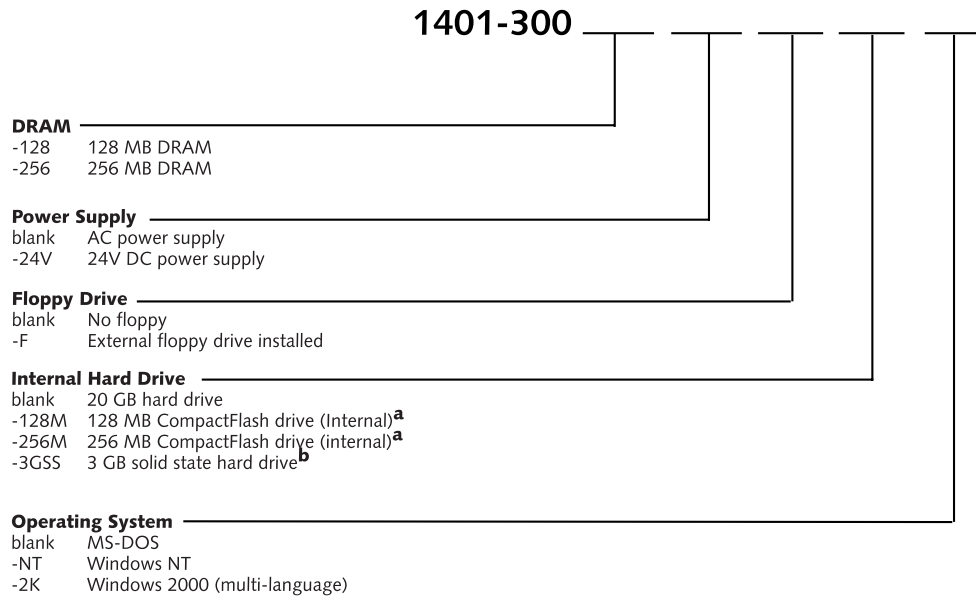 1401-300
DRAM
-128 128 MB DRAM
-256 256 MB DRAM
Power Supply
blank AC power supply
-24V 24V DC power supply
Floppy Drive
blank No floppy
-F External floppy drive installed
Internal Hard Drive
blank 20 GB hard drive
-128M 128 MB CompactFlash drive (Internal)a
-256M 256 MB CompactFlash drive (internal)a
-3GSS 3 GB solid state hard driveb
Operating System
blank MS-DOS
-NT Windows NT
-2K Windows 2000 (multi-language)